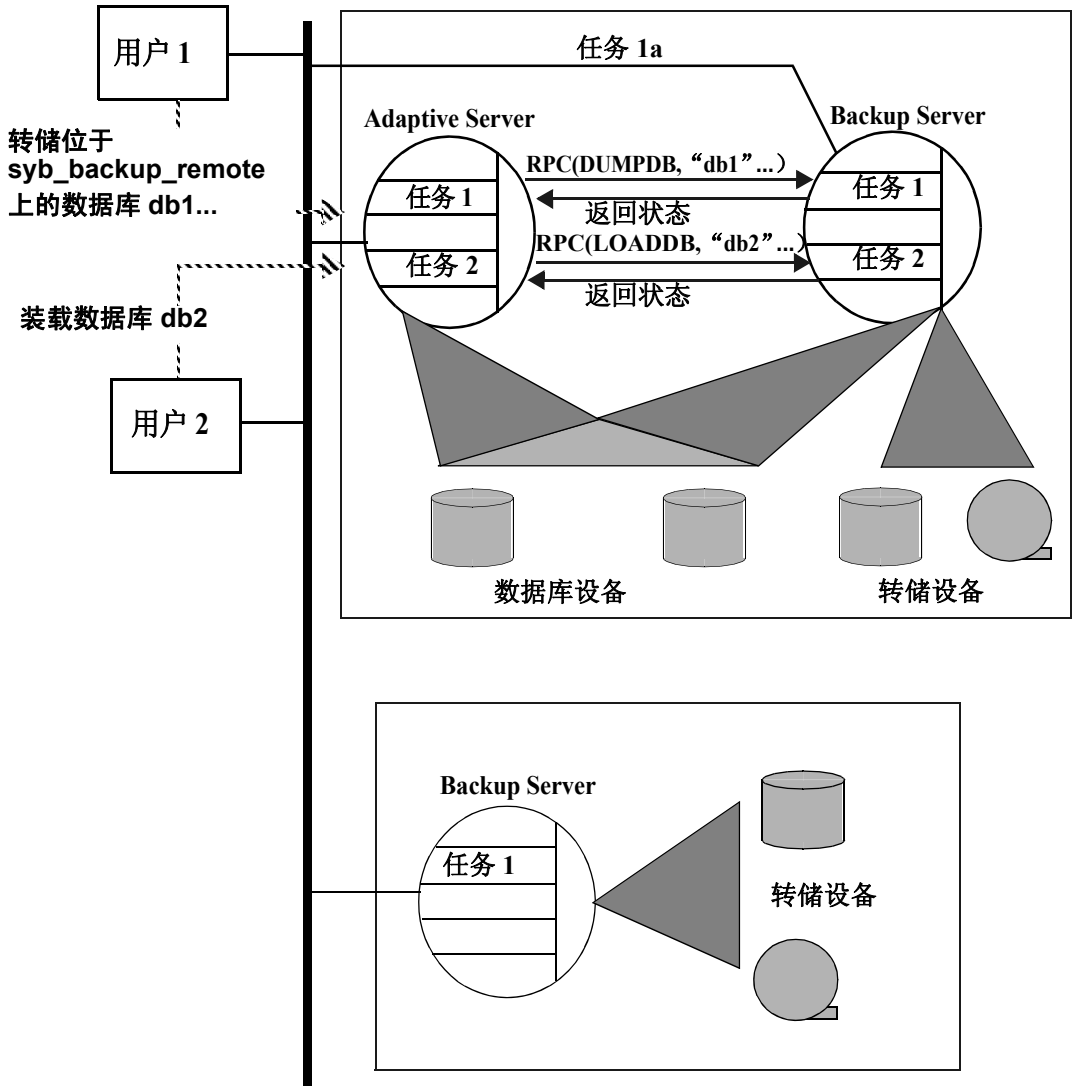 用户 1
任务 1a
转储位于
syb_backup_remote
上的数据库 db1...
Adaptive Server
Backup Server
RPC(DUMPDB, “db1”...）
任务 1
任务 1
返回状态
RPC(LOADDB, “db2”...）
任务 2
任务 2
返回状态
装载数据库 db2
用户 2
数据库设备
转储设备
Backup Server
任务 1
转储设备